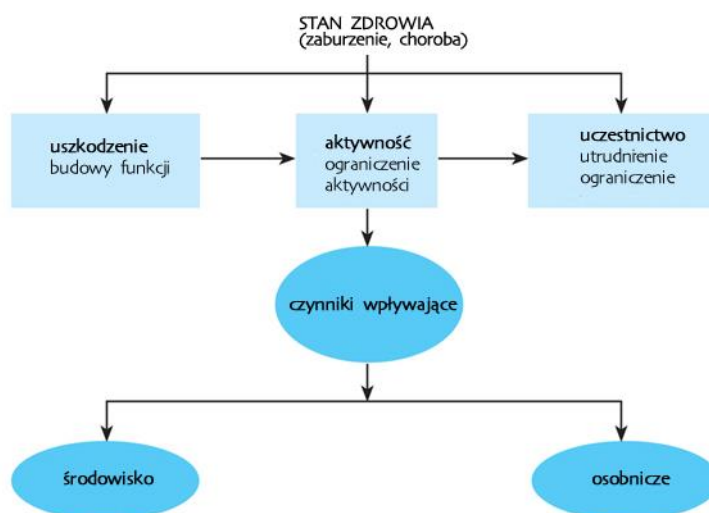 STAN ZDROWIA
(zaburzenie, choroba)
uszkodzenie
budowy funkcji
aktywność
ograniczenie
aktywności
uczestnictwo
utrudnienie
ograniczenie
czynniki wpływające
środowisko
osobnicze